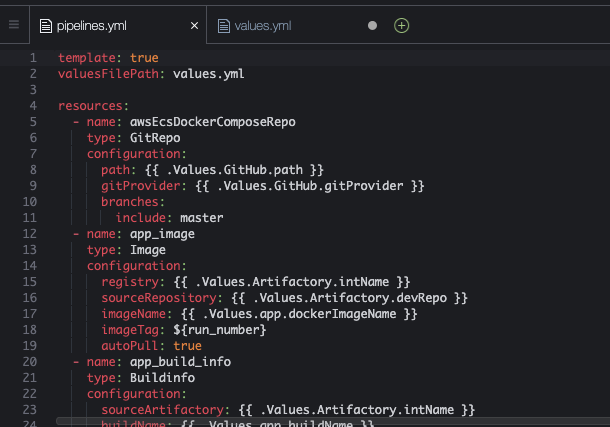 pipelines.yml × values.yml
1 template: true
2 valuesFilePath: values.yml
3
4 resources:
5   - name: awsEcsDockerComposeRepo
6     type: GitRepo
7     configuration:
8       path: {{ .Values.GitHub.path }}
9       gitProvider: {{ .Values.GitHub.gitProvider }}
10       branches:
11         include: master
12   - name: app_image
13     type: Image
14     configuration:
15       registry: {{ .Values.Artifactory.intName }}
16       sourceRepository: {{ .Values.Artifactory.devRepo }}
17       imageName: {{ .Values.app.dockerImageName }}
18       imageTag: ${run_number}
19       autoPull: true
20   - name: app_build_info
21     type: Buildinfo
22     configuration:
23       sourceArtifactory: {{ .Values.Artifactory.intName }}
24       buildName: {{ .Values.app.buildName }}